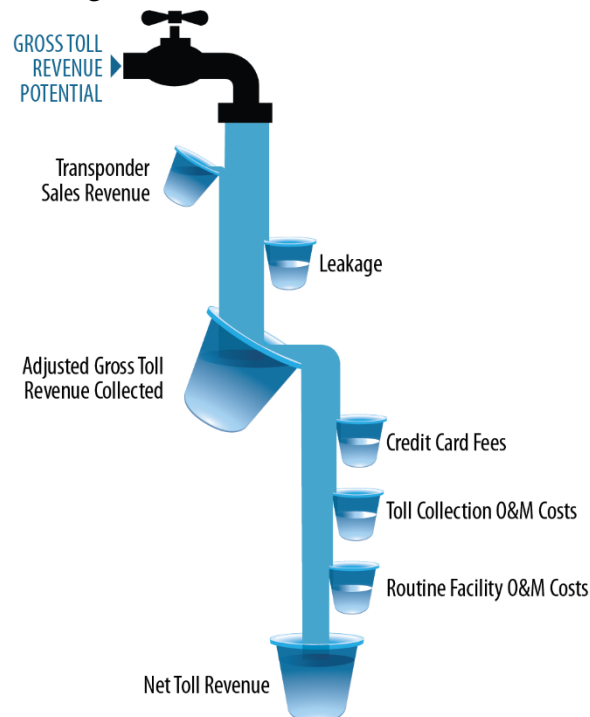 GROSS TOLL
REVENUE
POTENTIAL
Transponder
Sales Revenue
Leakage
Adjusted Gross Toll
Revenue Collected
Credit Card Fees
Toll Collection O&M Costs
Routine Facility O&M Costs
Net Toll Revenue